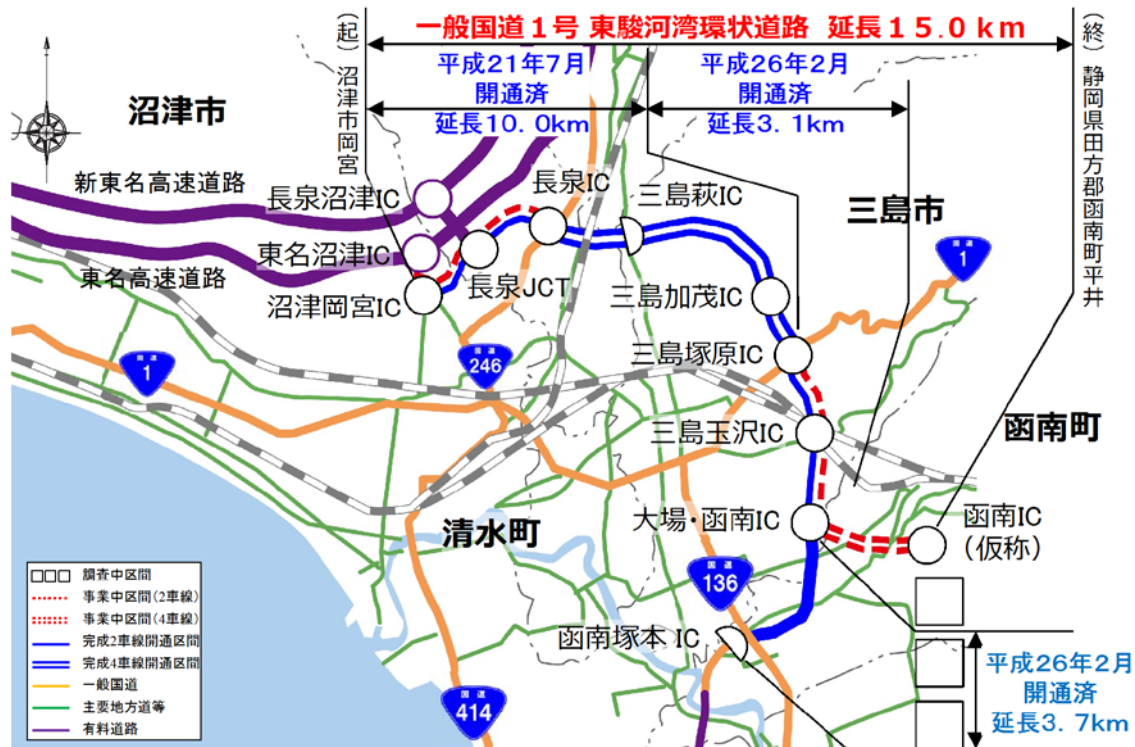 一般国道1号 東駿河湾環状道路 延長15.0km
(起)沼津市岡宮
(終)静岡県田方郡函南町平井
平成21年7月
開通済
延長10.0km
平成26年2月
開通済
延長3.1km
沼津市
新東名高速道路
長泉沼津IC
長泉IC
三島萩IC
三島市
国道
1
東名沼津IC
東名高速道路
長泉JCT
沼津岡宮IC
三島加茂IC
国道
1
国道
246
三島塚原IC
三島玉沢IC
函南町
清水町
大場・函南IC
函南IC
(仮称)
国道
136
函南塚本 IC
国道
414
平成26年2月
開通済
延長3.7km
調査中区間
事業中区間(2車線)
事業中区間(4車線)
完成2車線開通区間
完成4車線開通区間
一般国道
主要地方道等
有料道路